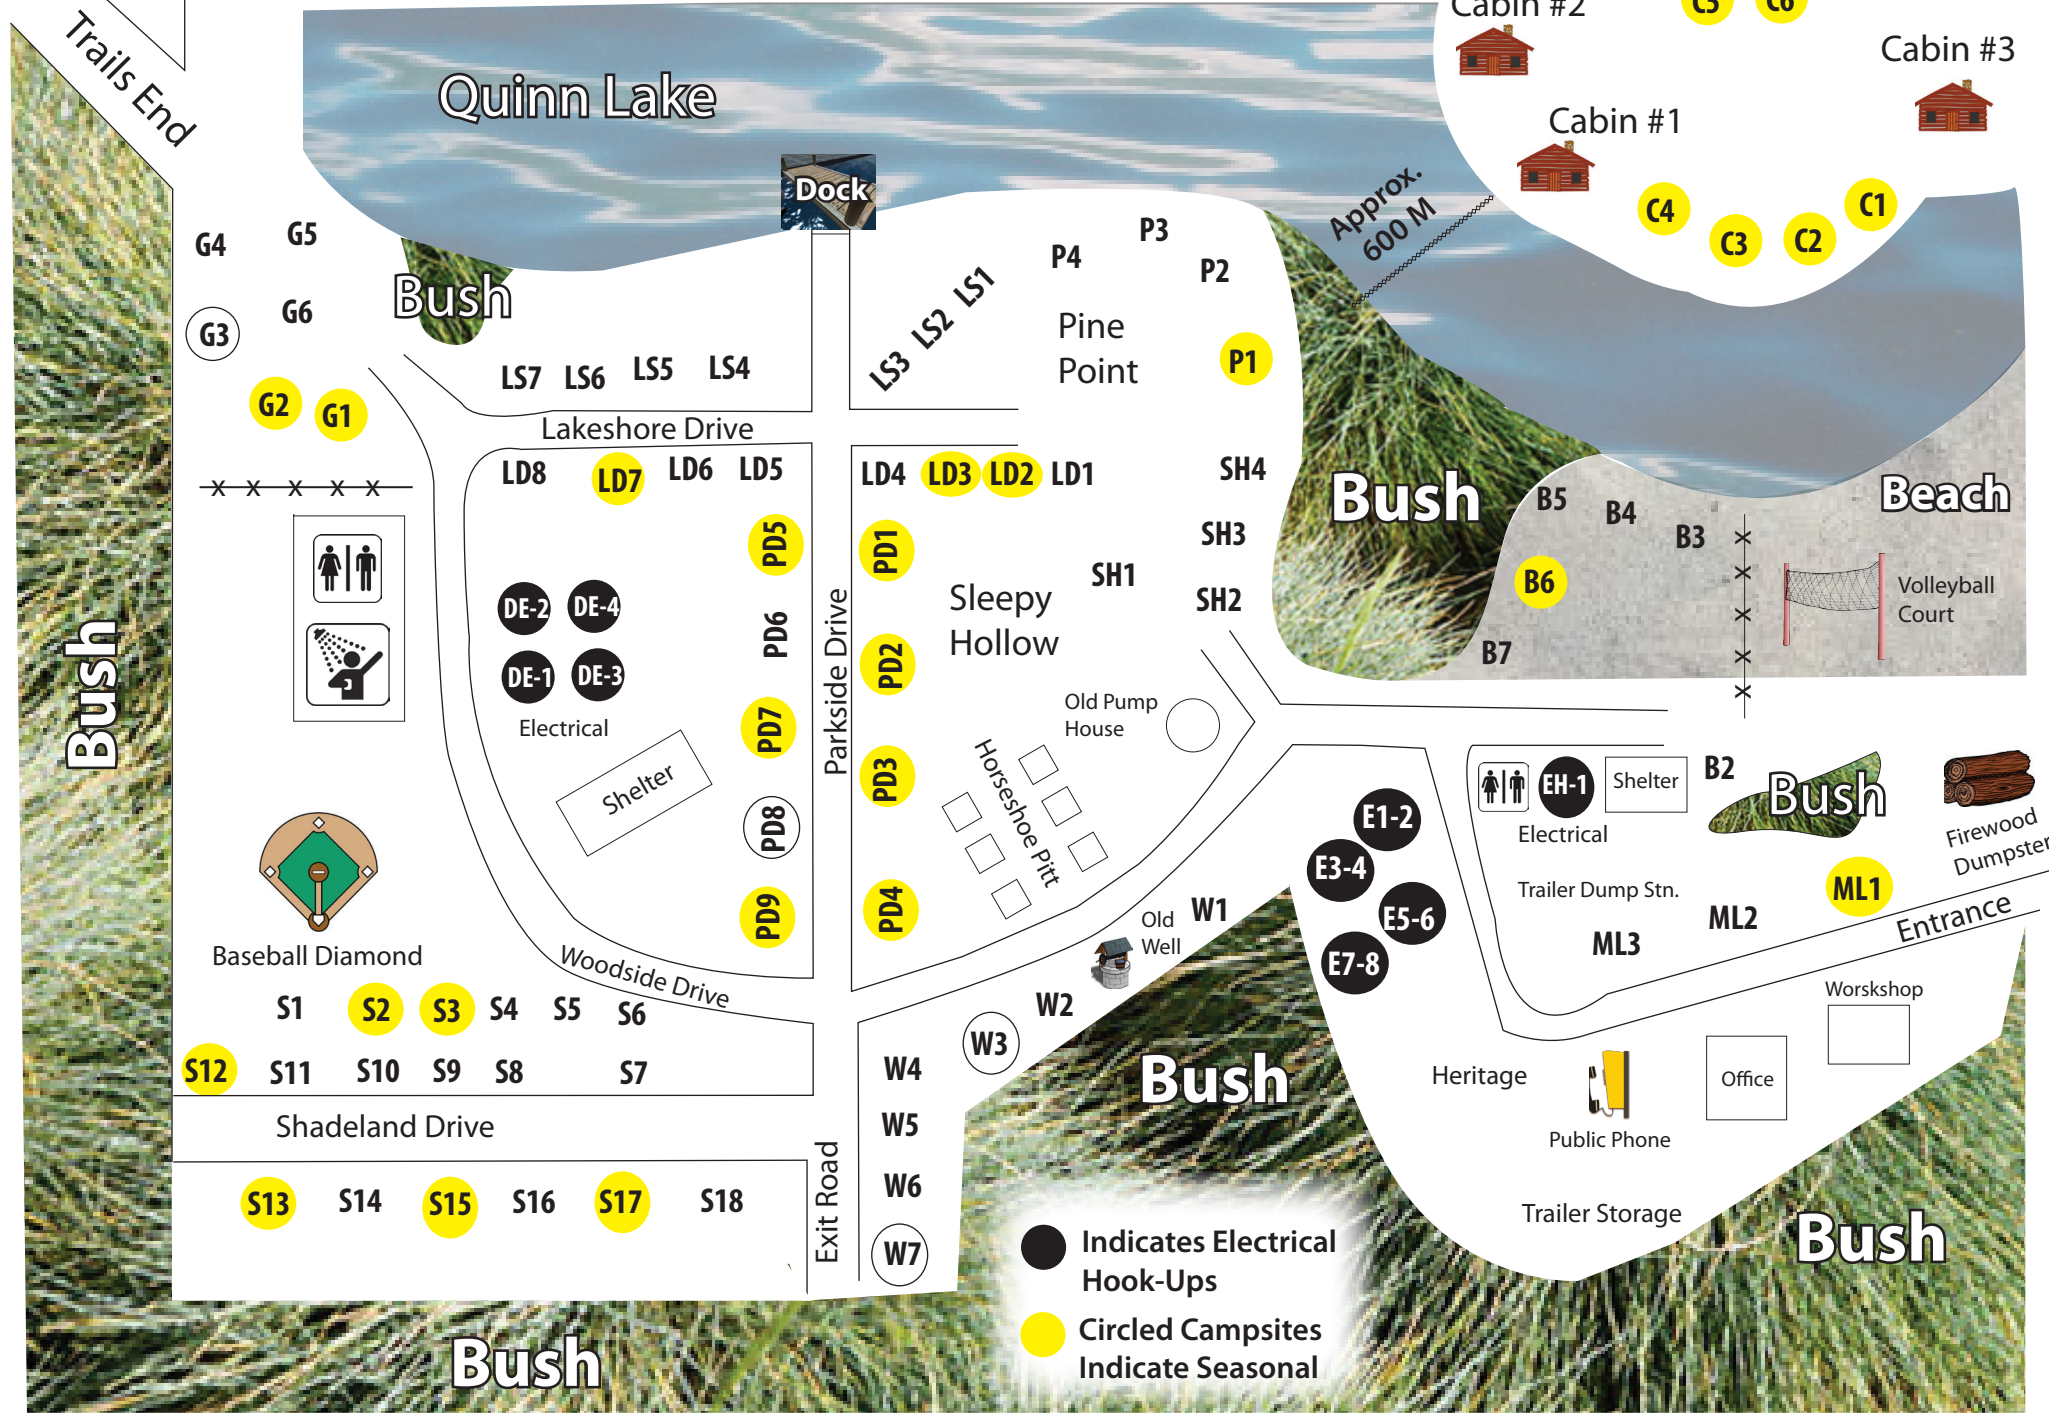 Trails End
Quinn Lake
Dock
Cabin #2
C5
C6
Cabin #3
Cabin #1
C4
C3
C2
C1
Approx.
600 M
G4
G5
G3
G6
G2
G1
Bush
LS7
LS6
LS5
LS4
LS3
LS2
LS1
P4
P3
P2
Pine
Point
P1
Lakeshore Drive
LD8
LD7
LD6
LD5
LD4
LD3
LD2
LD1
SH4
SH3
SH1
SH2
Bush
B5
B4
B3
Beach
B6
B7
Volleyball
Court
X X X X X
X
X
X
X
X
PD5
PD1
DE-2
DE-4
DE-1
DE-3
Electrical
PD6
PD2
Sleepy
Hollow
Parkside Drive
Bush
PD7
PD3
Shelter
PD8
PD9
PD4
Old Pump
House
Horseshoe Pitt
EH-1
Shelter
B2
Bush
Electrical
Firewood
Dumpster
E1-2
E3-4
E5-6
E7-8
Trailer Dump Stn.
ML1
ML2
ML3
Entrance
Baseball Diamond
Woodside Drive
Old
Well
W1
W2
W3
W4
W5
W6
W7
S1
S2
S3
S4
S5
S6
S12
S11
S10
S9
S8
S7
Shadeland Drive
S13
S14
S15
S16
S17
S18
Exit Road
Bush
Heritage
Public Phone
Office
Worskshop
Trailer Storage
Bush
Bush
Indicates Electrical
Hook-Ups
Circled Campsites
Indicate Seasonal